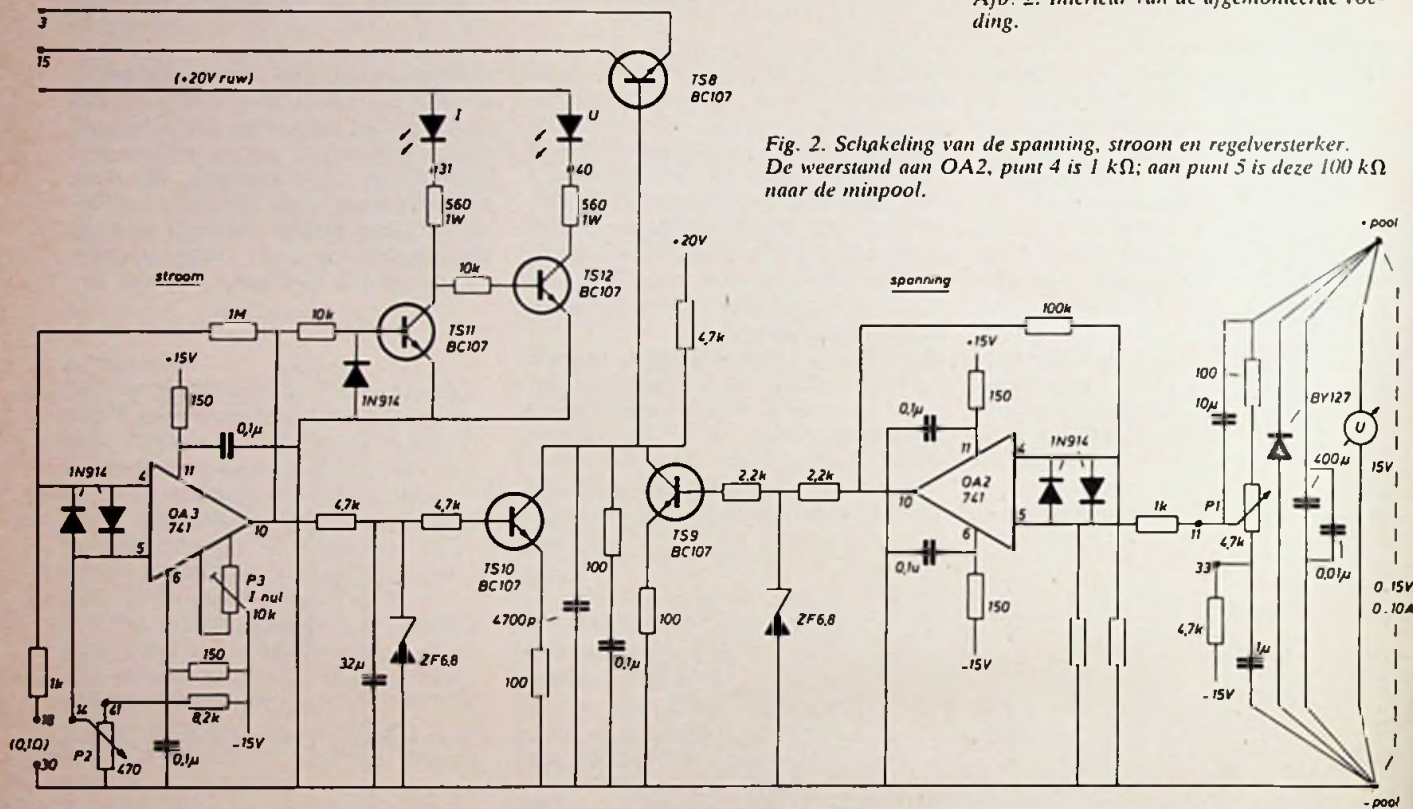 Afb. 2. Interieur van de afgemonteerde voe-
ding.
3
15
(+20V ruw)
I
U
TS8
BC107
31
40
560
1W
560
1W
Fig. 2. Schakeling van de spanning, stroom en regelversterker.
De weerstand aan OA2, punt 4 is 1 kΩ; aan punt 5 is deze 100 kΩ
naar de minpool.
+ pool
stroom
10k
TS12
BC107
+20V
4,7k
spanning
1M
10k
TS11
BC107
100k
+15V
150
1N914
0,1µ
+15V
150
0,1µ
11
1N914
100
10µ
BY127
U
15V
1N914
4
11
OA3
741
10
5
6
4,7k
4,7k
TS10
BC107
TS9
BC107
2,2k
2,2k
10
OA2
741
4
5
6
1k
11
P1
4,7k
400µ
0,01µ
P3
I nul
10k
150
8,2k
-15V
32µ
ZF6,8
100
4700p
100
0,1µ
100
ZF6,8
0,1µ
150
-15V
33
4,7k
-15V
1µ
0.15V
0.10A
1k
18
(0,1Ω)
30
14
41
P2
470
0,1µ
- pool